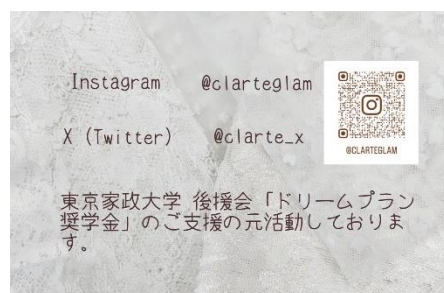 Instagram @clarteglam
X (Twitter) @clarte_x
@CLARTEGLAM
東京家政大学 後援会「ドリームプラン
奨学金」のご支援の元活動しておりま
す。